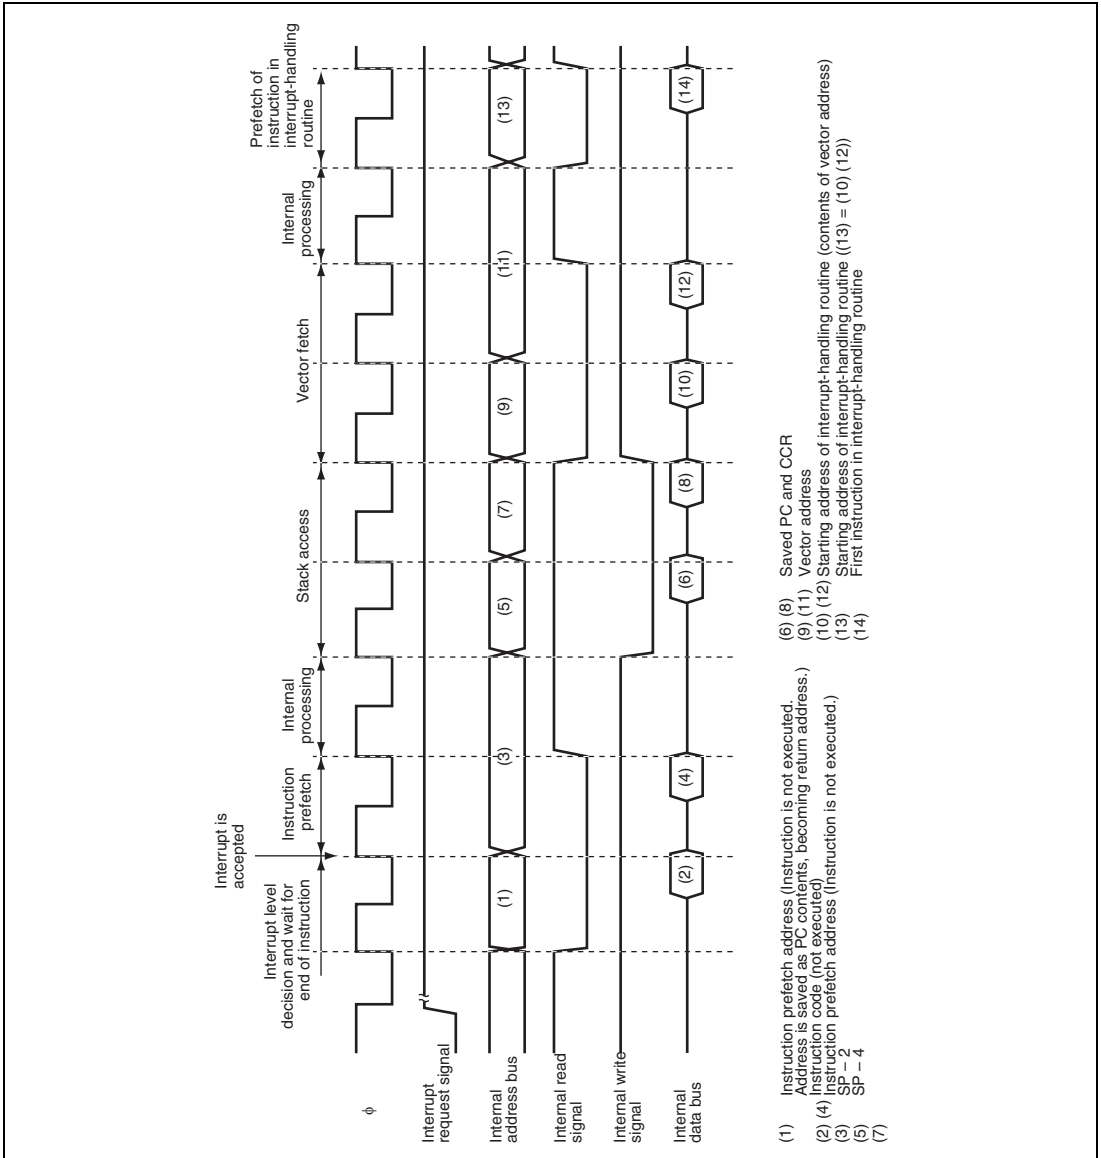 Interrupt is
accepted
Interrupt level
decision and wait for
end of instruction
Instruction
prefetch
Internal
processing
Stack access
Vector fetch
Internal
processing
Prefetch of
instruction in
interrupt-handling
routine
φ
Interrupt
request signal
Internal
address bus
(1)
(3)
(5)
(7)
(9)
(11)
(13)
Internal read
signal
Internal write
signal
Internal
data bus
(2)
(4)
(6)
(8)
(10)
(12)
(14)
(1) Instruction prefetch address (Instruction is not executed.
Address is saved as PC contents, becoming return address.)
(2) (4) Instruction code (not executed)
(3) Instruction prefetch address (Instruction is not executed.)
(5) SP – 2
(7) SP – 4
(6) (8) Saved PC and CCR
(9) (11) Vector address
(10) (12) Starting address of interrupt-handling routine (contents of vector address)
(13) Starting address of interrupt-handling routine ((13) = (10) (12))
(14) First instruction in interrupt-handling routine